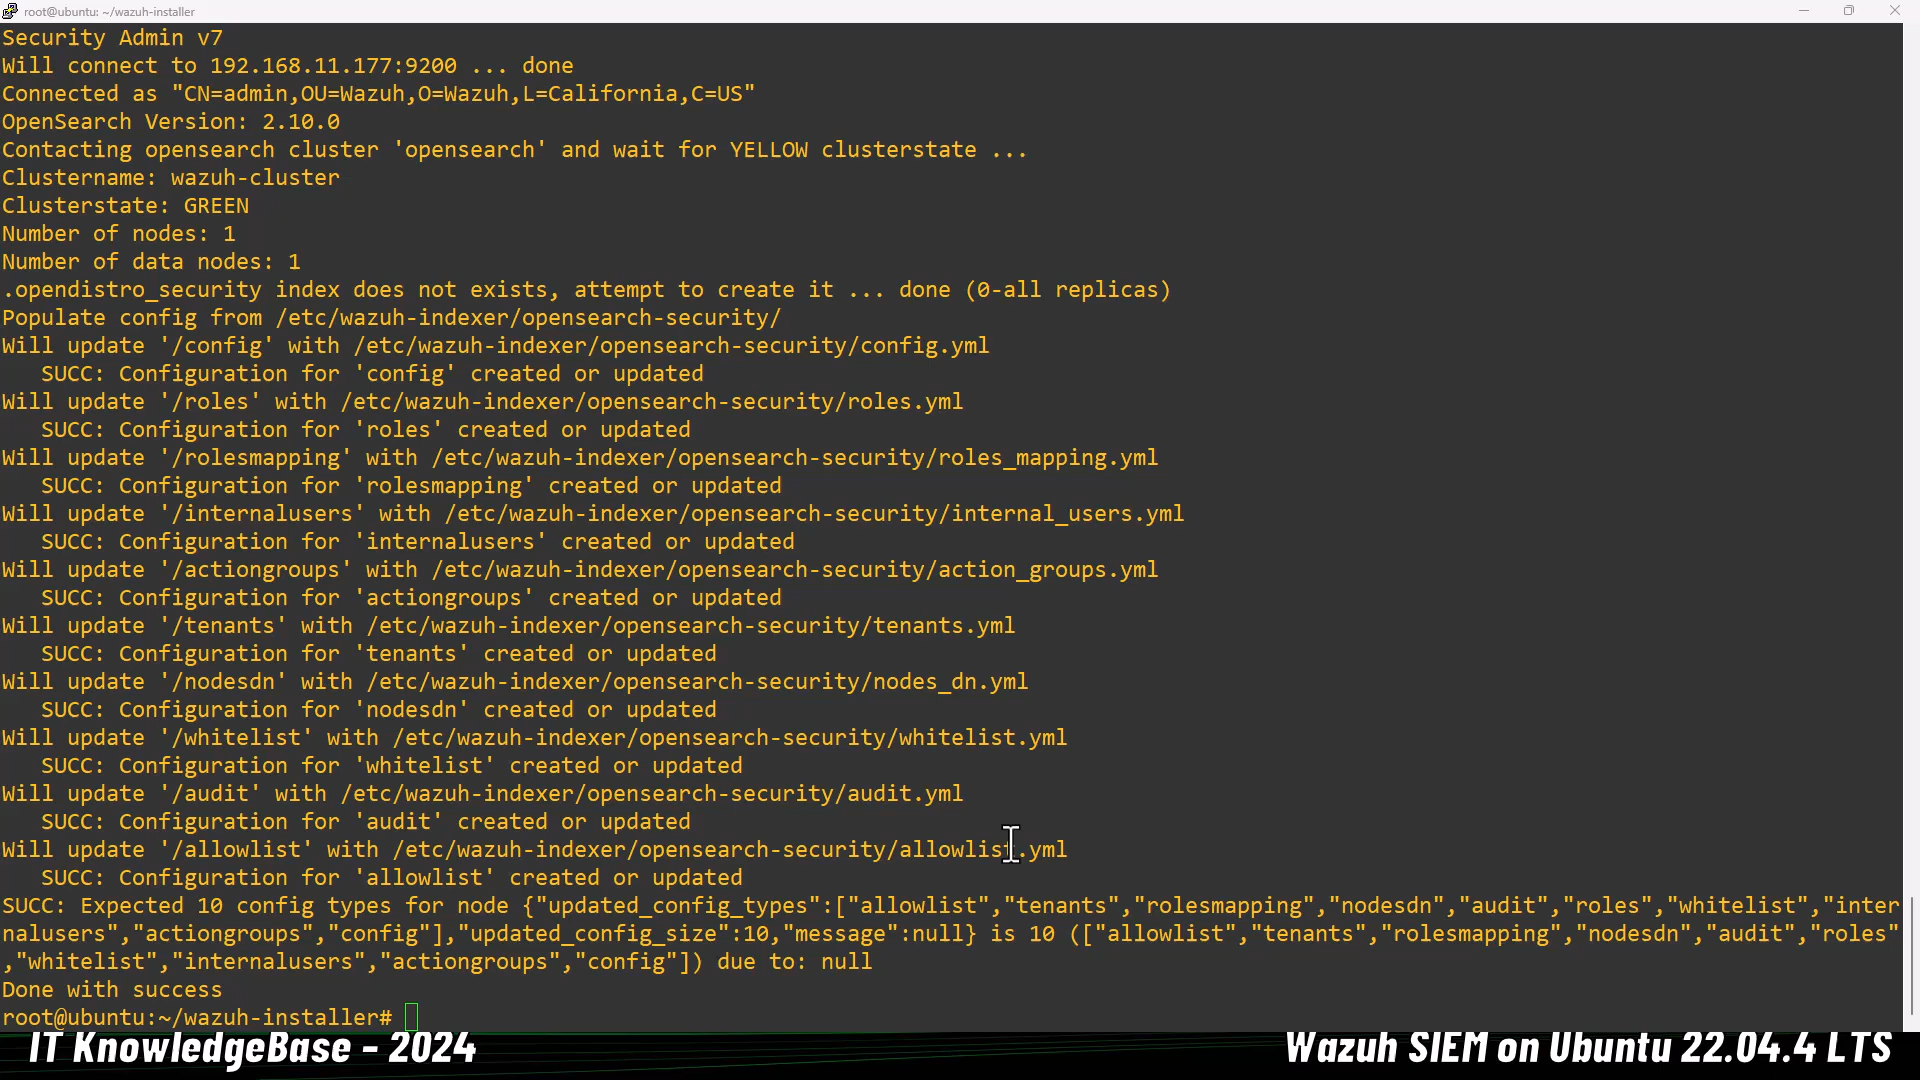 root@ubuntu: ~/wazuh-installer
Security Admin v7
Will connect to 192.168.11.177:9200 ... done
Connected as "CN=admin,OU=Wazuh,O=Wazuh,L=California,C=US"
OpenSearch Version: 2.10.0
Contacting opensearch cluster 'opensearch' and wait for YELLOW clusterstate ...
Clustername: wazuh-cluster
Clusterstate: GREEN
Number of nodes: 1
Number of data nodes: 1
.opendistro_security index does not exists, attempt to create it ... done (0-all replicas)
Populate config from /etc/wazuh-indexer/opensearch-security/
Will update '/config' with /etc/wazuh-indexer/opensearch-security/config.yml
   SUCC: Configuration for 'config' created or updated
Will update '/roles' with /etc/wazuh-indexer/opensearch-security/roles.yml
   SUCC: Configuration for 'roles' created or updated
Will update '/rolesmapping' with /etc/wazuh-indexer/opensearch-security/roles_mapping.yml
   SUCC: Configuration for 'rolesmapping' created or updated
Will update '/internalusers' with /etc/wazuh-indexer/opensearch-security/internal_users.yml
   SUCC: Configuration for 'internalusers' created or updated
Will update '/actiongroups' with /etc/wazuh-indexer/opensearch-security/action_groups.yml
   SUCC: Configuration for 'actiongroups' created or updated
Will update '/tenants' with /etc/wazuh-indexer/opensearch-security/tenants.yml
   SUCC: Configuration for 'tenants' created or updated
Will update '/nodesdn' with /etc/wazuh-indexer/opensearch-security/nodes_dn.yml
   SUCC: Configuration for 'nodesdn' created or updated
Will update '/whitelist' with /etc/wazuh-indexer/opensearch-security/whitelist.yml
   SUCC: Configuration for 'whitelist' created or updated
Will update '/audit' with /etc/wazuh-indexer/opensearch-security/audit.yml
   SUCC: Configuration for 'audit' created or updated
Will update '/allowlist' with /etc/wazuh-indexer/opensearch-security/allowlist.yml
   SUCC: Configuration for 'allowlist' created or updated
SUCC: Expected 10 config types for node {"updated_config_types":["allowlist","tenants","rolesmapping","nodesdn","audit","roles","whitelist","inter
nalusers","actiongroups","config"],"updated_config_size":10,"message":null} is 10 (["allowlist","tenants","rolesmapping","nodesdn","audit","roles"
,"whitelist","internalusers","actiongroups","config"]) due to: null
Done with success
root@ubuntu:~/wazuh-installer#
IT KnowledgeBase - 2024
Wazuh SIEM on Ubuntu 22.04.4 LTS